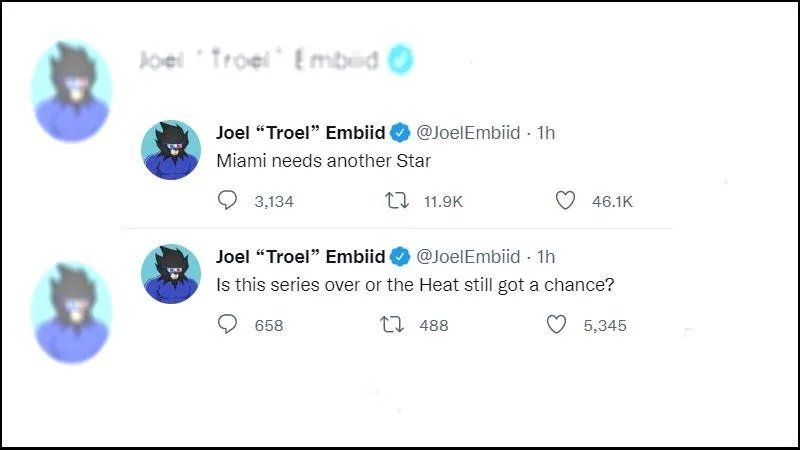 Joel "Troel" Embiid
Joel “Troel” Embiid @JoelEmbiid · 1h
Miami needs another Star
3,134 11.9K 46.1K
Joel “Troel” Embiid @JoelEmbiid · 1h
Is this series over or the Heat still got a chance?
658 488 5,345